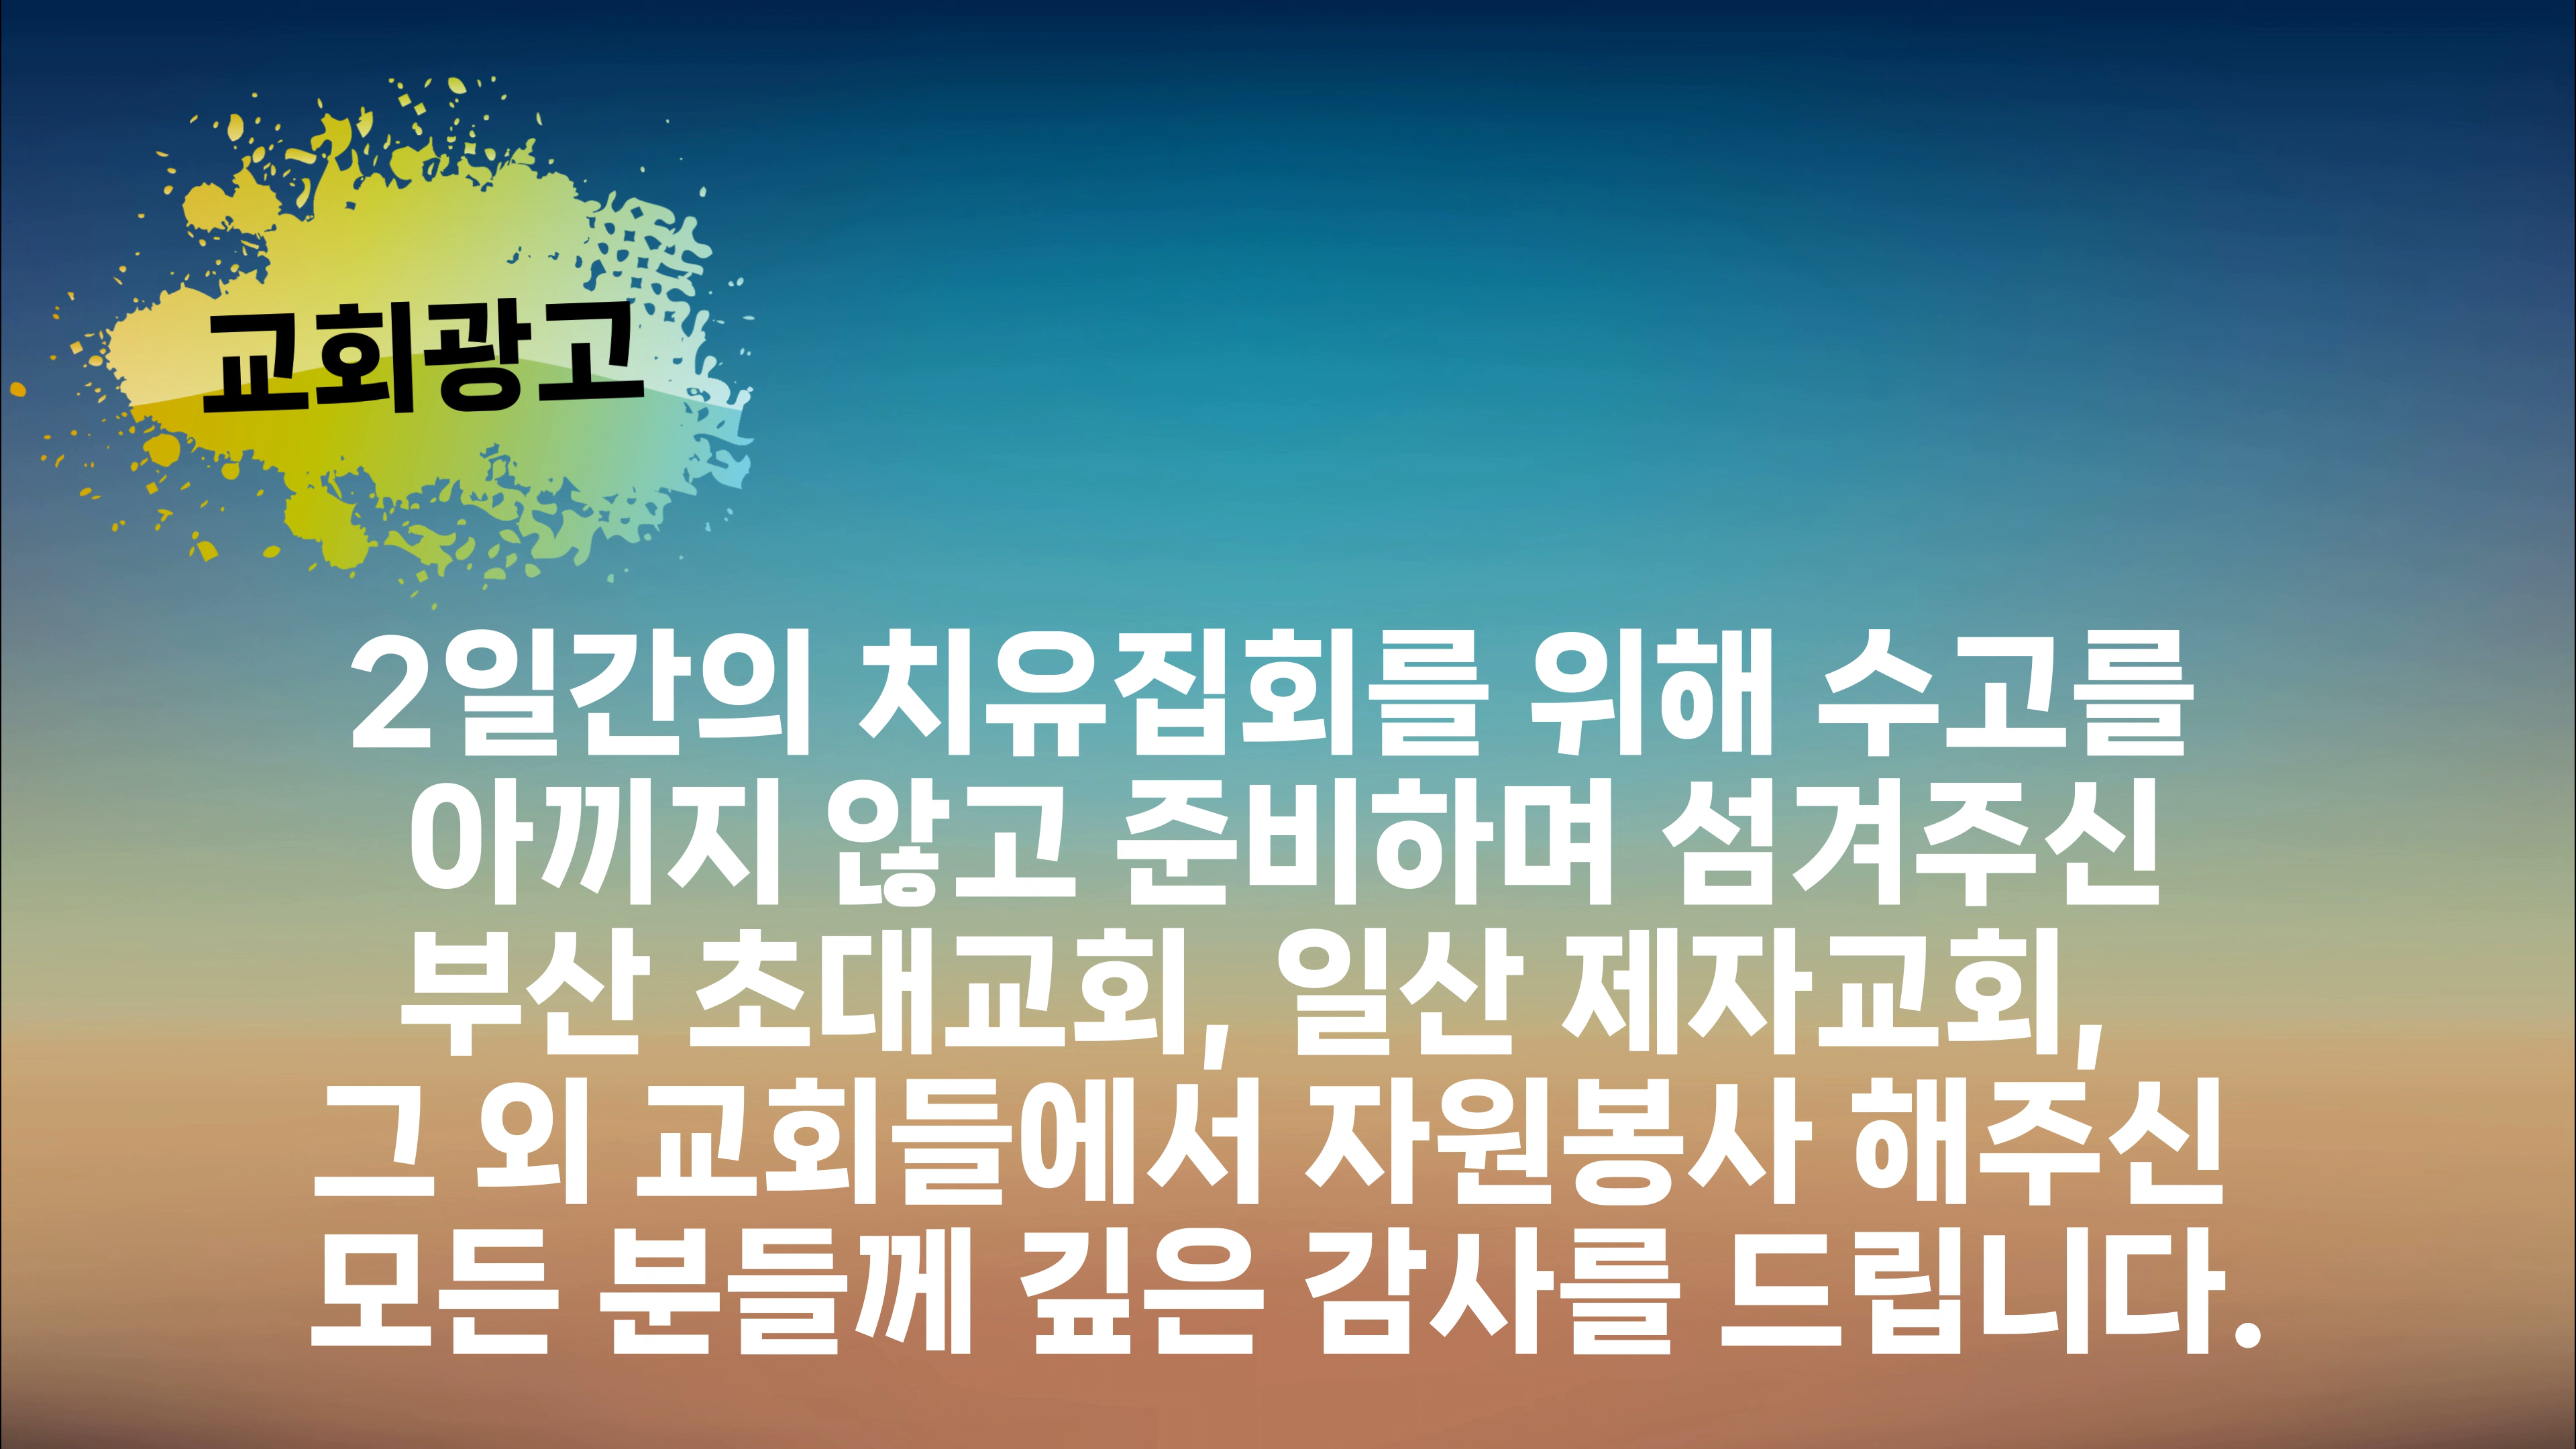 교회광고
2일간의 치유집회를 위해 수고를
아끼지 않고 준비하며 섬겨주신
부산 초대교회, 일산 제자교회,
그 외 교회들에서 자원봉사 해주신
모든 분들께 깊은 감사를 드립니다.